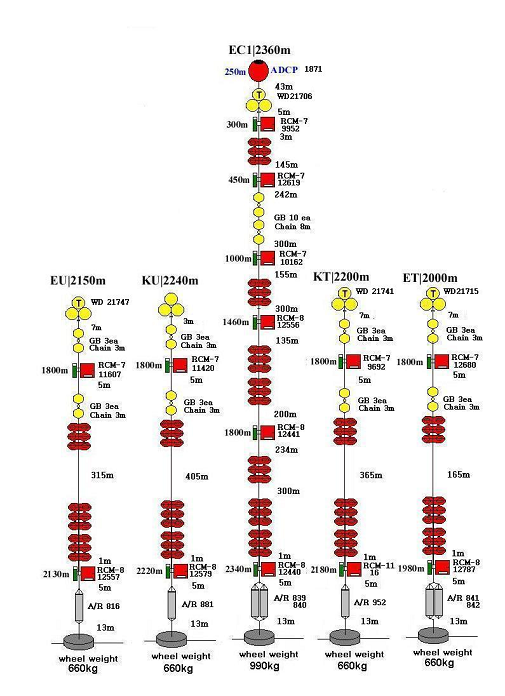 EC1|2360m
250m ADCP 1871
43m
T WD21706
5m
300m RCM-7
9952
3m
145m
450m RCM-7
12619
242m
GB 10 ea
Chain 8m
300m
1000m RCM-7
10162
155m
300m
1460m RCM-8
12556
135m
200m
1800m RCM-8
12441
234m
300m
1m
2340m RCM-8
12440
5m
A/R 839
840
13m
wheel weight
990kg
EU|2150m
T WD 21747
7m
GB 3ea
Chain 3m
1800m RCM-7
11607
5m
GB 3ea
Chain 3m
315m
1m
2130m RCM-8
12557
5m
A/R 816
13m
wheel weight
660kg
KU|2240m
3m
GB 3ea
Chain 3m
1800m RCM-7
11420
5m
GB 3ea
Chain 3m
405m
1m
2220m RCM-8
12579
5m
A/R 881
13m
wheel weight
660kg
KT|2200m
T WD 21741
7m
GB 3ea
Chain 3m
1800m RCM-7
9692
5m
GB 3ea
Chain 3m
365m
1m
2180m RCM-11
16
5m
A/R 952
13m
wheel weight
660kg
ET|2000m
T WD21715
7m
GB 3ea
Chain 3m
1800m RCM-7
12680
5m
GB 3ea
Chain 3m
165m
1m
1980m RCM-8
12787
5m
A/R 841
842
13m
wheel weight
660kg